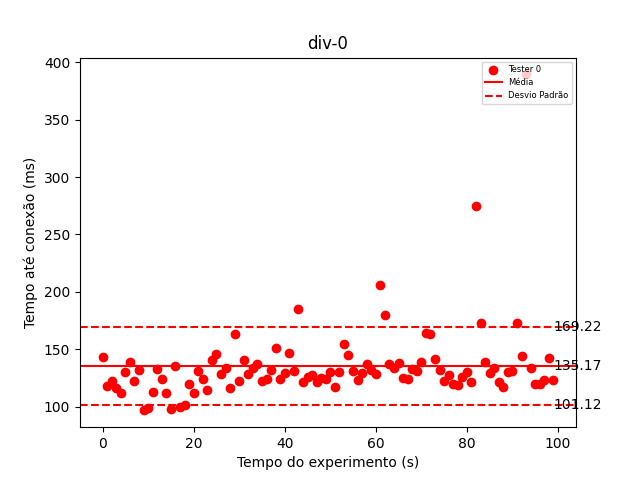 div-0
400
350
300
250
200
150
100
Tempo até conexão (ms)
Tester 0
Média
Desvio Padrão
169.22
135.17
101.12
0
20
40
60
80
100
Tempo do experimento (s)